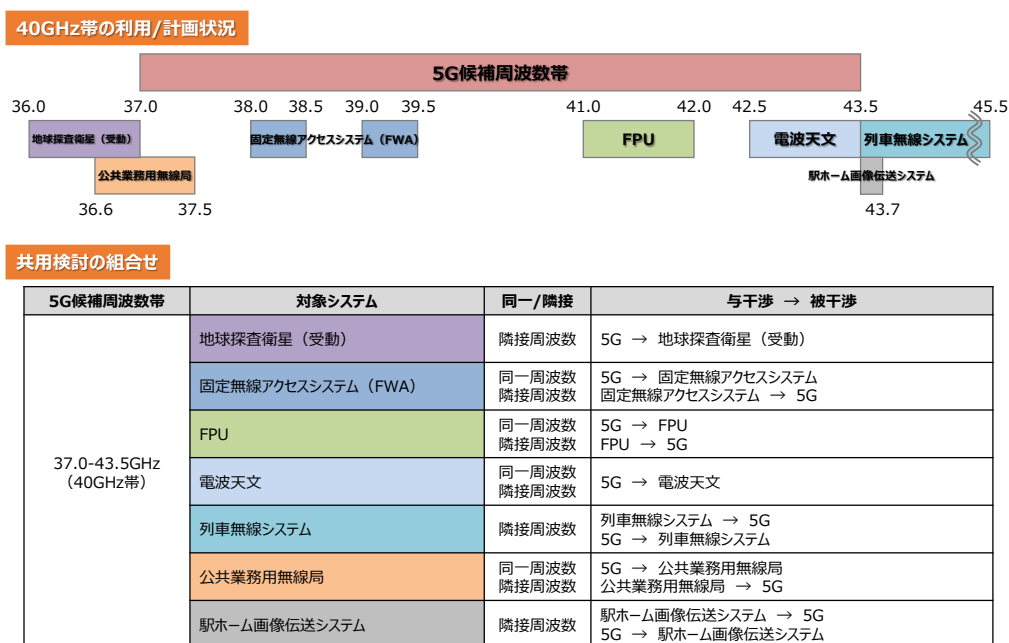 40GHz帯の利用/計画状況
5G候補周波数帯
36.0 37.0 38.0 38.5 39.0 39.5 41.0 42.0 42.5 43.5 45.5
地球探査衛星（受動） 固定無線アクセスシステム（FWA） FPU 電波天文 列車無線システム
公共業務用無線局 駅ホーム画像伝送システム
36.6 37.5 43.7
共用検討の組合せ
5G候補周波数帯 対象システム 同一/隣接 与干渉 → 被干渉
37.0-43.5GHz
（40GHz帯）
地球探査衛星（受動） 隣接周波数 5G → 地球探査衛星（受動）
固定無線アクセスシステム（FWA） 同一周波数 5G → 固定無線アクセスシステム
隣接周波数 固定無線アクセスシステム → 5G
FPU 同一周波数 5G → FPU
隣接周波数 FPU → 5G
電波天文 同一周波数 5G → 電波天文
隣接周波数
列車無線システム 隣接周波数 列車無線システム → 5G
5G → 列車無線システム
公共業務用無線局 同一周波数 5G → 公共業務用無線局
隣接周波数 公共業務用無線局 → 5G
駅ホーム画像伝送システム 隣接周波数 駅ホーム画像伝送システム → 5G
5G → 駅ホーム画像伝送システム